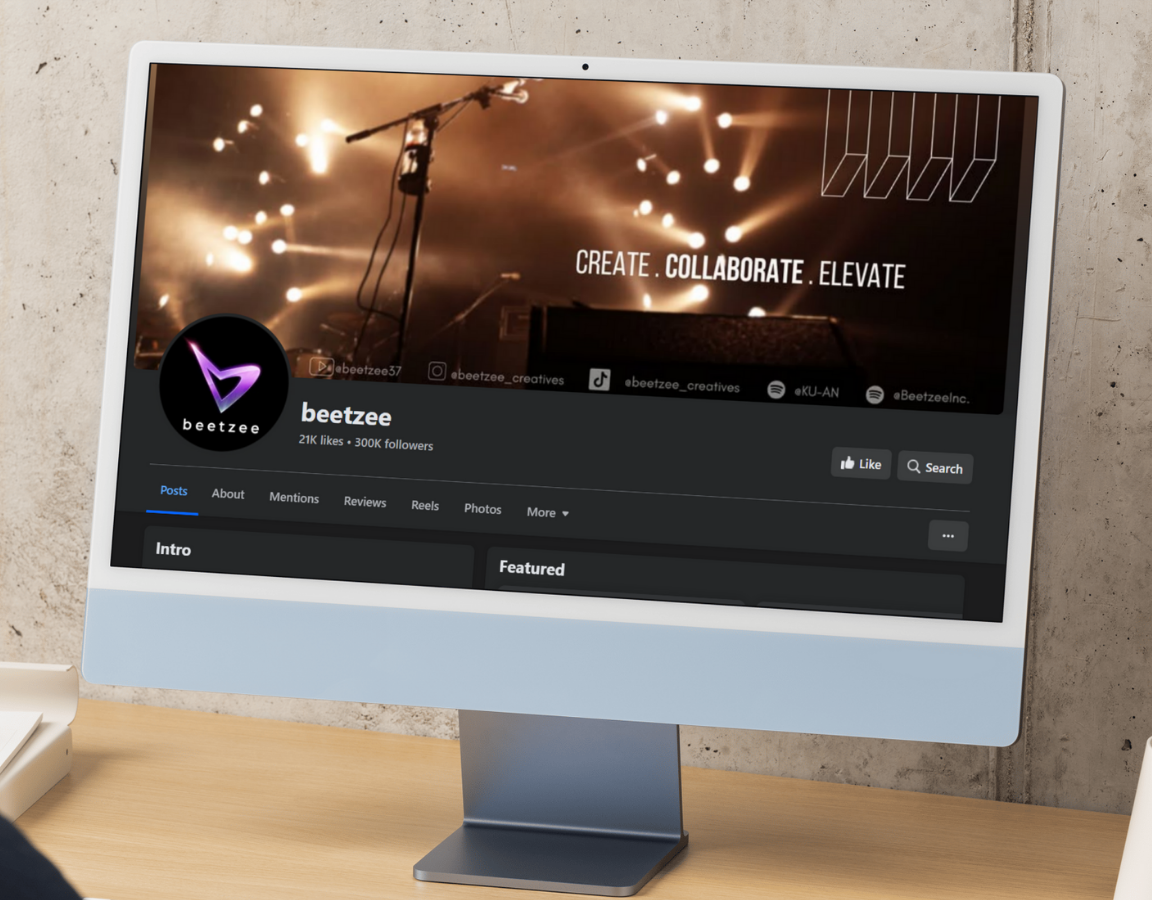 CREATE . COLLABORATE . ELEVATE
@beetzee37 @beetzee_creatives @beetzee_creatives @KU-AN @BeetzeeInc.
beetzee
beetzee
21K likes • 300K followers
Like Search
Posts About Mentions Reviews Reels Photos More
...
Intro
Featured